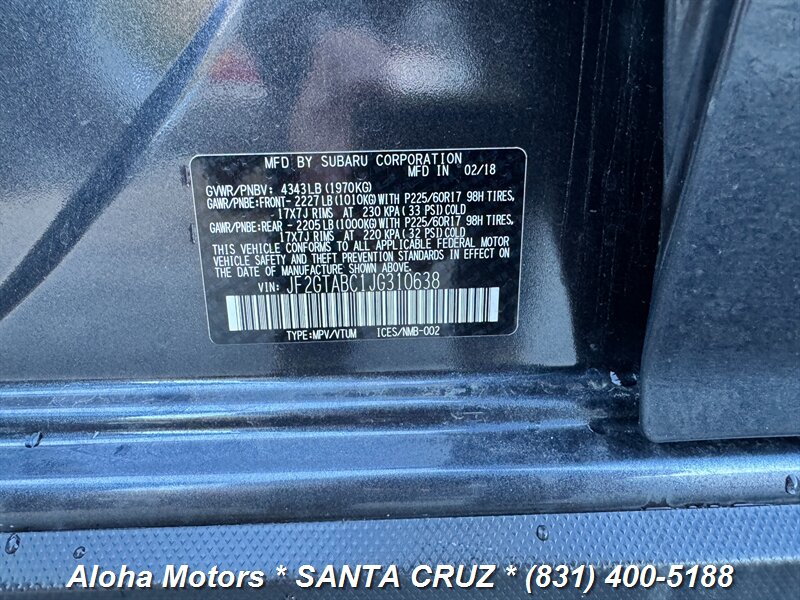 MFD BY SUBARU CORPORATION
MFD IN 02/18
GVWR/PNBV: 4343LB(1970KG)
GAWR/PNBE:FRONT- 2227LB(1010KG)WITH P225/60R17 98H TIRES,
17X7J RIMS AT 230 KPA(33 PSI)COLD
GAWR/PNBE:REAR - 2205LB(1000KG)WITH P225/60R17 98H TIRES,
17X7J RIMS AT 220 KPA(32 PSI)COLD
THIS VEHICLE CONFORMS TO ALL APPLICABLE FEDERAL MOTOR
VEHICLE SAFETY AND THEFT PREVENTION STANDARDS IN EFFECT ON
THE DATE OF MANUFACTURE SHOWN ABOVE.
VIN: JF2GTABC1JG310638
TYPE:MPV/VTUM ICES/NMB-002
Aloha Motors * SANTA CRUZ * (831) 400-5188